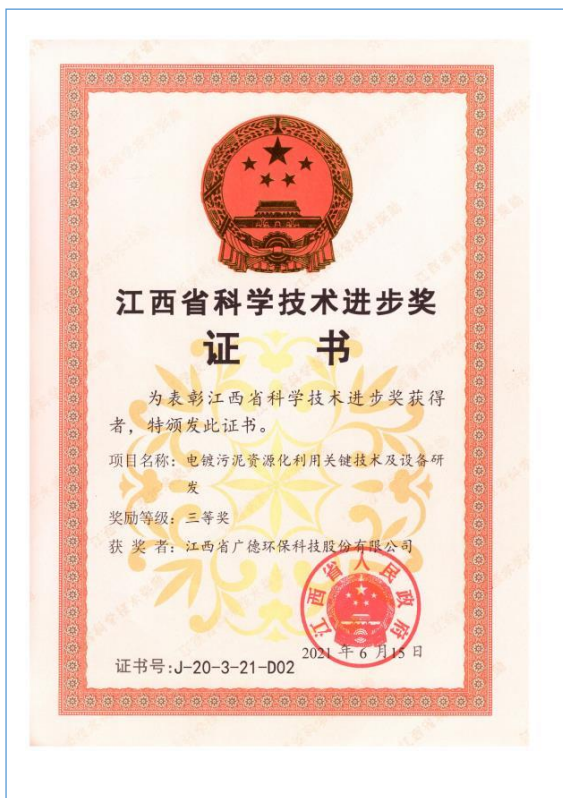 江西省科学技术进步奖
证 书
为表彰江西省科学技术进步奖获得
者，特颁发此证书。
项目名称：电镀污泥资源化利用关键技术及设备研
发
奖励等级：三等奖
获 奖 者：江西省广德环保科技股份有限公司
江西省人民政府
2021 年 6 月15 日
证书号:J-20-3-21-D02